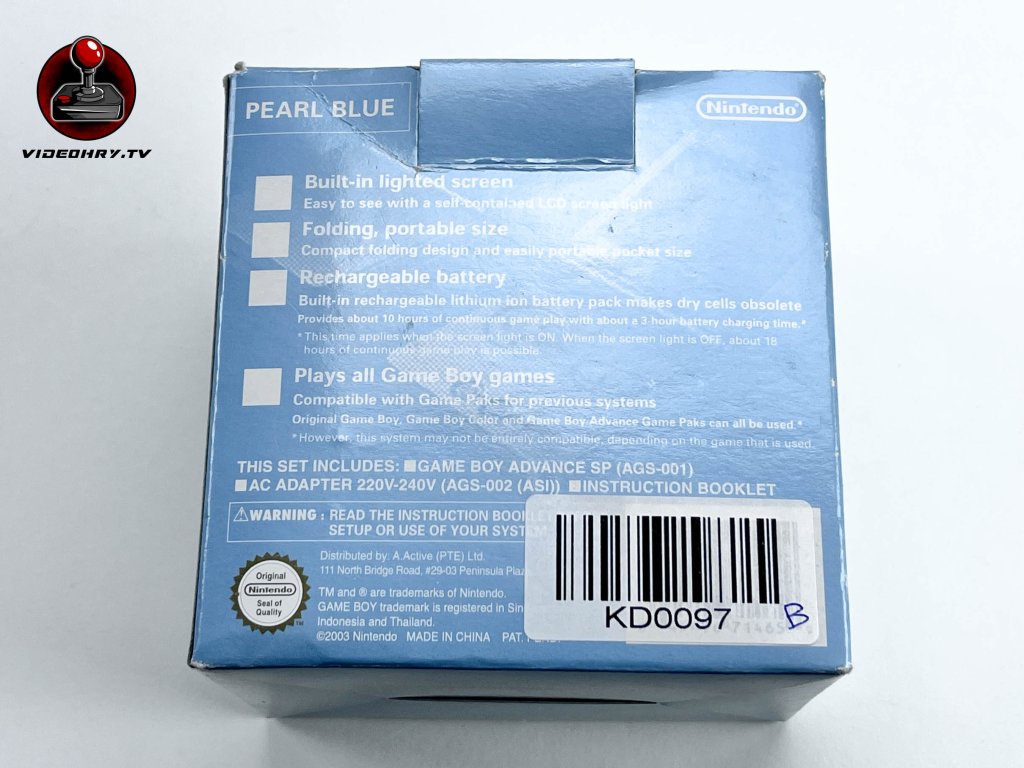 VIDEOHRY.TV
PEARL BLUE
Nintendo®
Built-in lighted screen
Easy to see with a self-contained LCD screen light
Folding, portable size
Compact folding design and easily portable pocket size
Rechargeable battery
Built-in rechargeable lithium ion battery pack makes dry cells obsolete
Provides about 10 hours of continuous game play with about a 3-hour battery charging time.*
*This time applies when the screen light is ON. When the screen light is OFF, about 18
hours of continuous game play is possible.
Plays all Game Boy games
Compatible with Game Paks for previous systems
Original Game Boy, Game Boy Color and Game Boy Advance Game Paks can all be used.*
*However, this system may not be entirely compatible, depending on the game that is used.
THIS SET INCLUDES: ■GAME BOY ADVANCE SP (AGS-001)
■AC ADAPTER 220V-240V (AGS-002 (ASI)) ■INSTRUCTION BOOKLET
⚠WARNING : READ THE INSTRUCTION
SETUP OR USE OF YOUR
Distributed by: A.Active (PTE) Ltd.
111 North Bridge Road, #29-03 Peninsula
Original
Nintendo
Seal of
Quality
TM
TM and ® are trademarks of Nintendo.
GAME BOY trademark is registered in
Indonesia and Thailand.
©2003 Nintendo MADE IN CHINA PAT.
KD0097
B